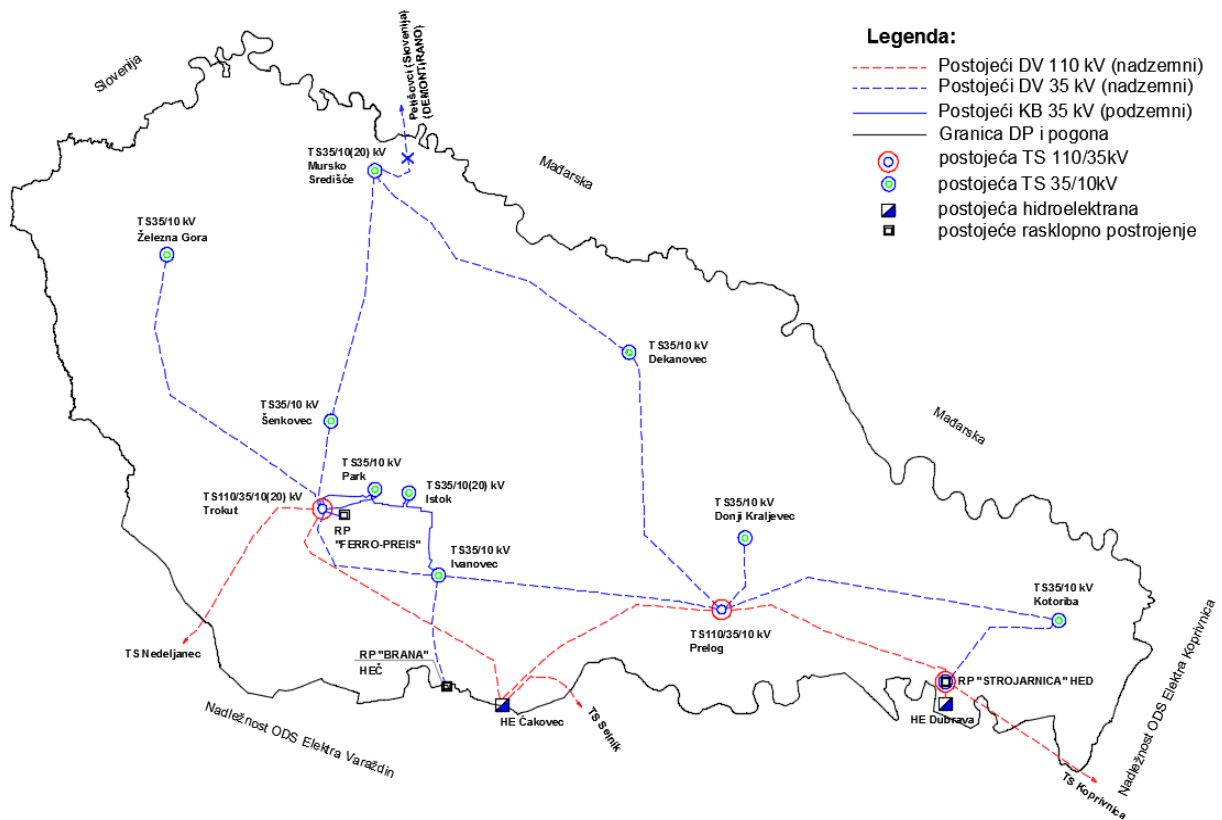 Legenda:
Postojeći DV 110 kV (nadzemni)
Postojeći DV 35 kV (nadzemni)
Postojeći KB 35 kV (podzemni)
Granica DP i pogona
postojeća TS 110/35kV
postojeća TS 35/10kV
postojeća hidroelektrana
postojeće rasklopno postrojenje
Slovenija
Petišovci (Slovenija)
(DEMONTIRANO)
Mađarska
TS35/10(20) kV
Mursko
Središće
TS35/10 kV
Železna Gora
TS35/10 kV
Dekanovec
TS35/10 kV
Šenkovec
Mađarska
TS35/10 kV
Park
TS35/10(20) kV
Istok
TS110/35/10(20) kV
Trokut
RP
"FERRO-PREIS"
TS35/10 kV
Donji Kraljevec
TS35/10 kV
Ivanovec
TS35/10 kV
Kotoriba
TS110/35/10 kV
Prelog
TS Nedeljanec
RP "BRANA"
HEČ
RP "STROJARNICA" HED
HE Čakovec
TS Selnik
HE Dubrava
Nadležnost ODS Elektra Varaždin
Nadležnost ODS Elektra Koprivnica
TS Koprivnica